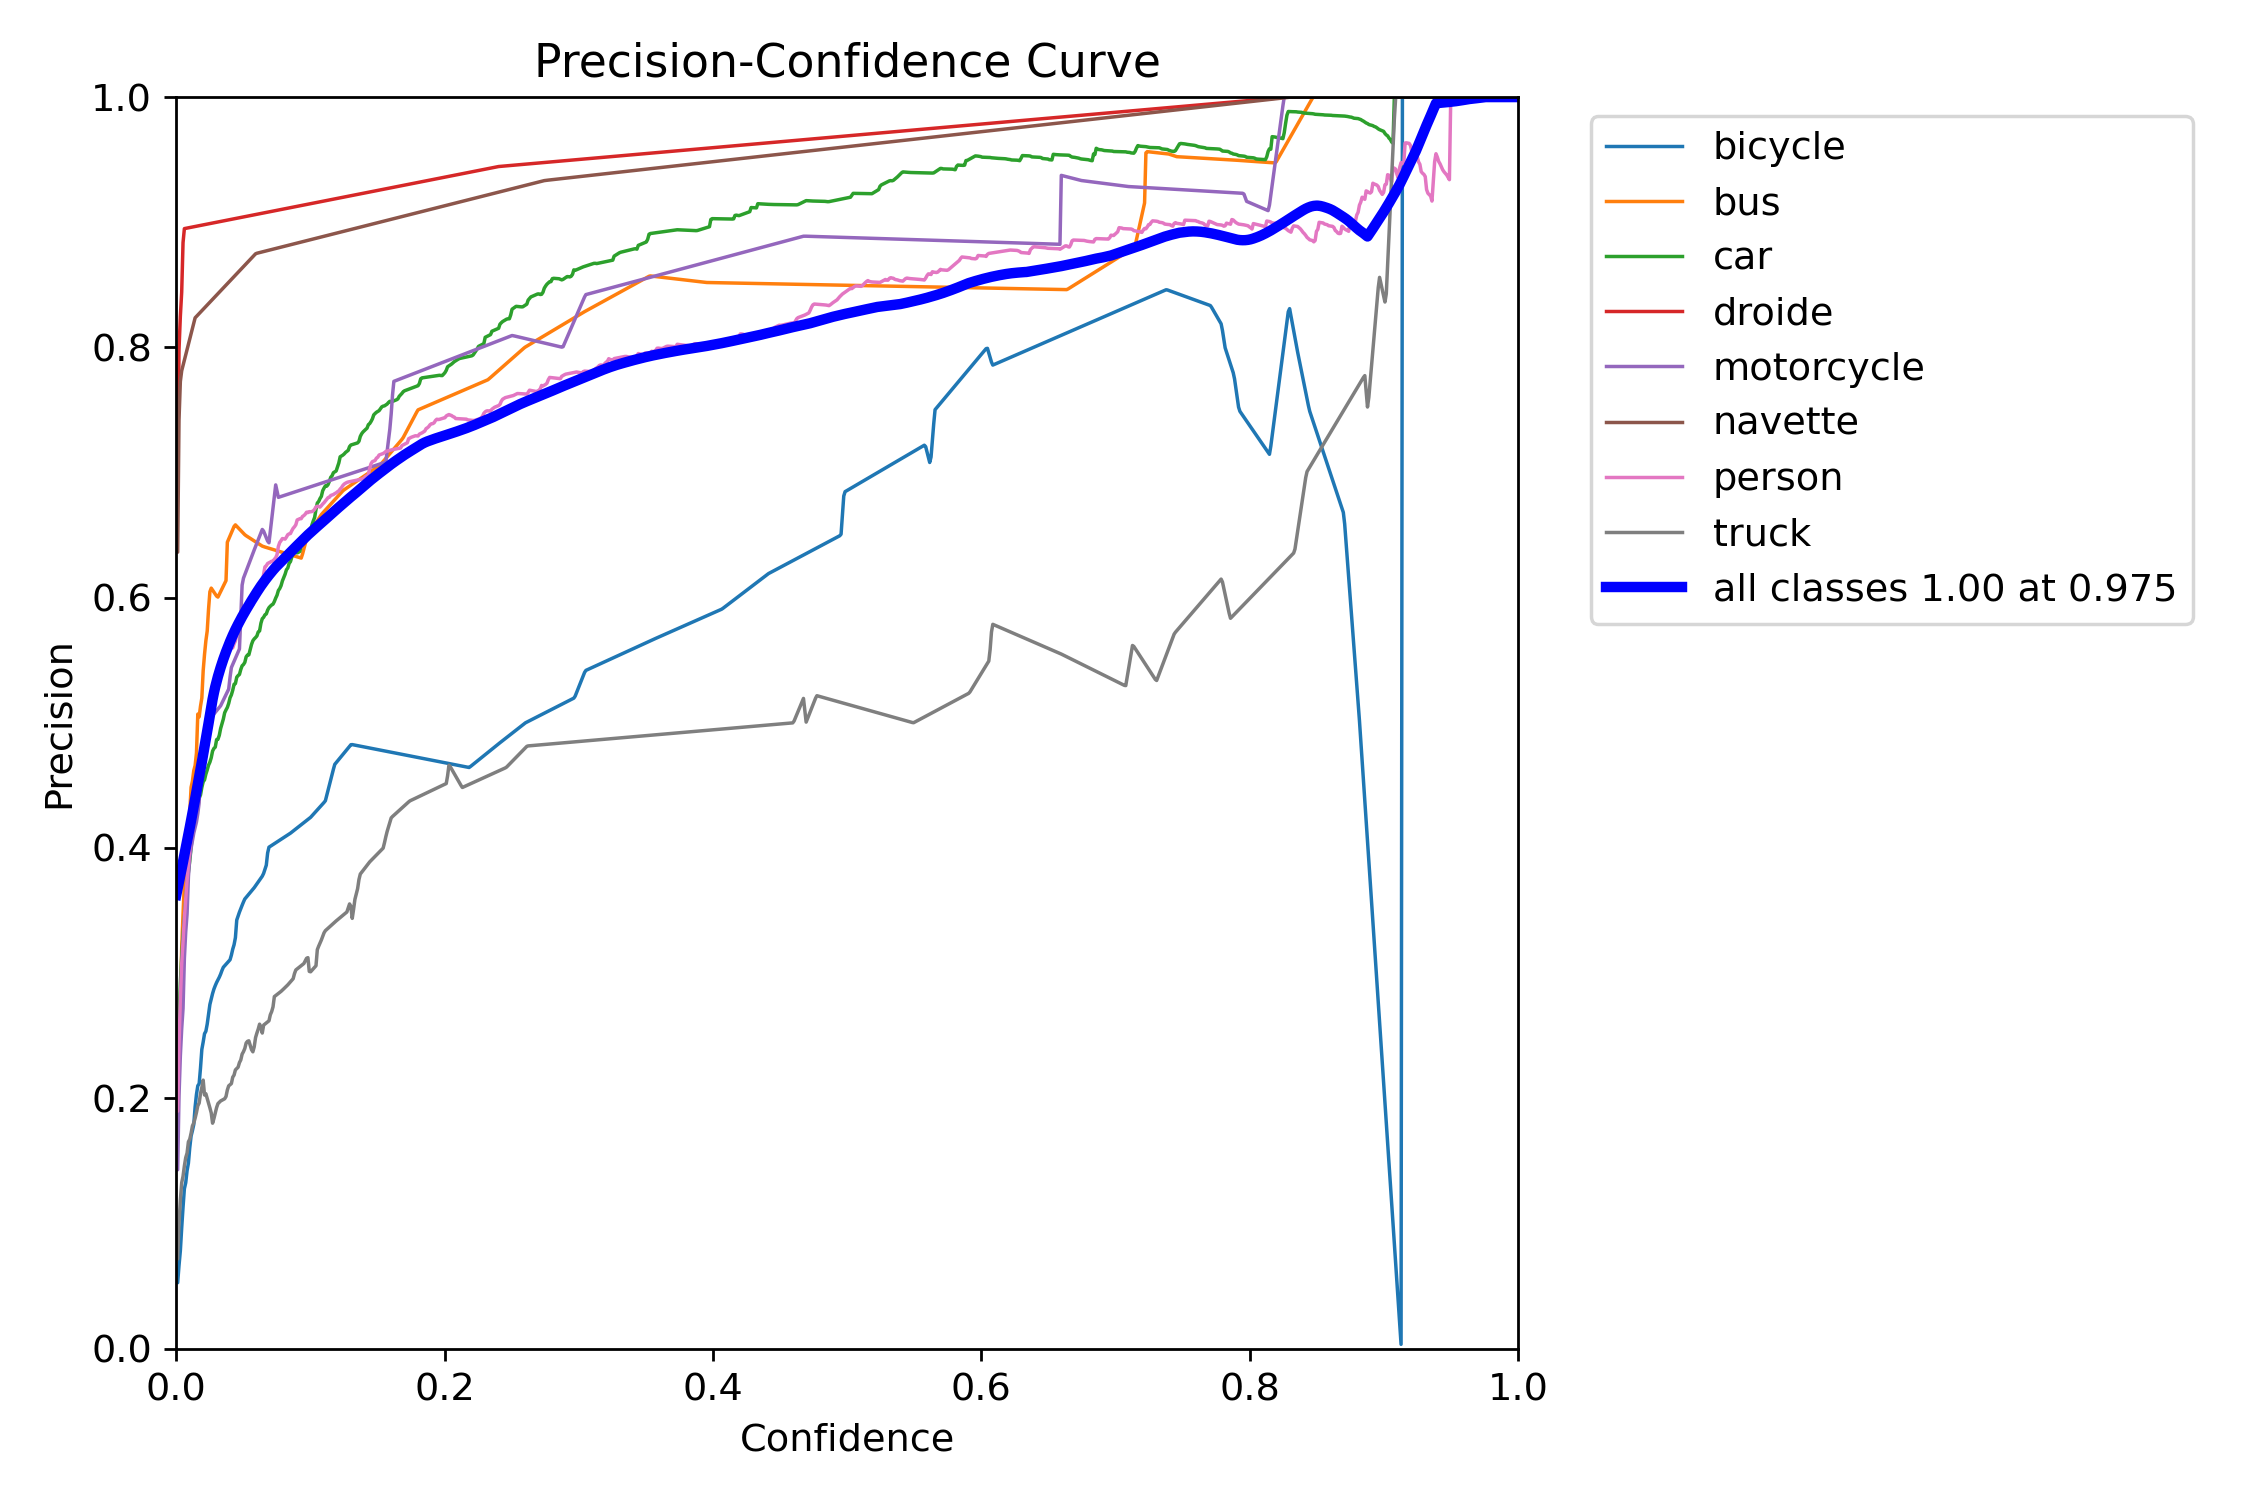 Precision-Confidence Curve
1.0
0.8
0.6
0.4
0.2
0.0
Precision
0.0 0.2 0.4 0.6 0.8 1.0
Confidence
bicycle
bus
car
droide
motorcycle
navette
person
truck
all classes 1.00 at 0.975